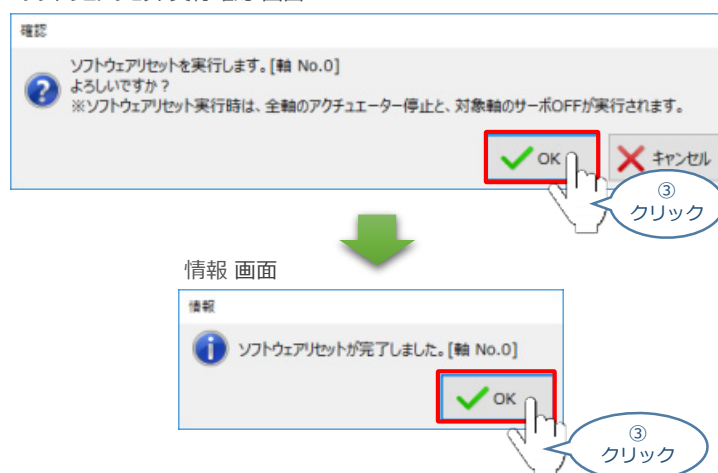 確認
ソフトウェアリセットを実行します。[軸 No.0]
よろしいですか?
※ソフトウェアリセット実行時は、全軸のアクチュエーター停止と、対象軸のサーボOFFが実行されます。
OK
キャンセル
③
クリック
情報 画面
情報
ソフトウェアリセットが完了しました。[軸 No.0]
OK
③
クリック